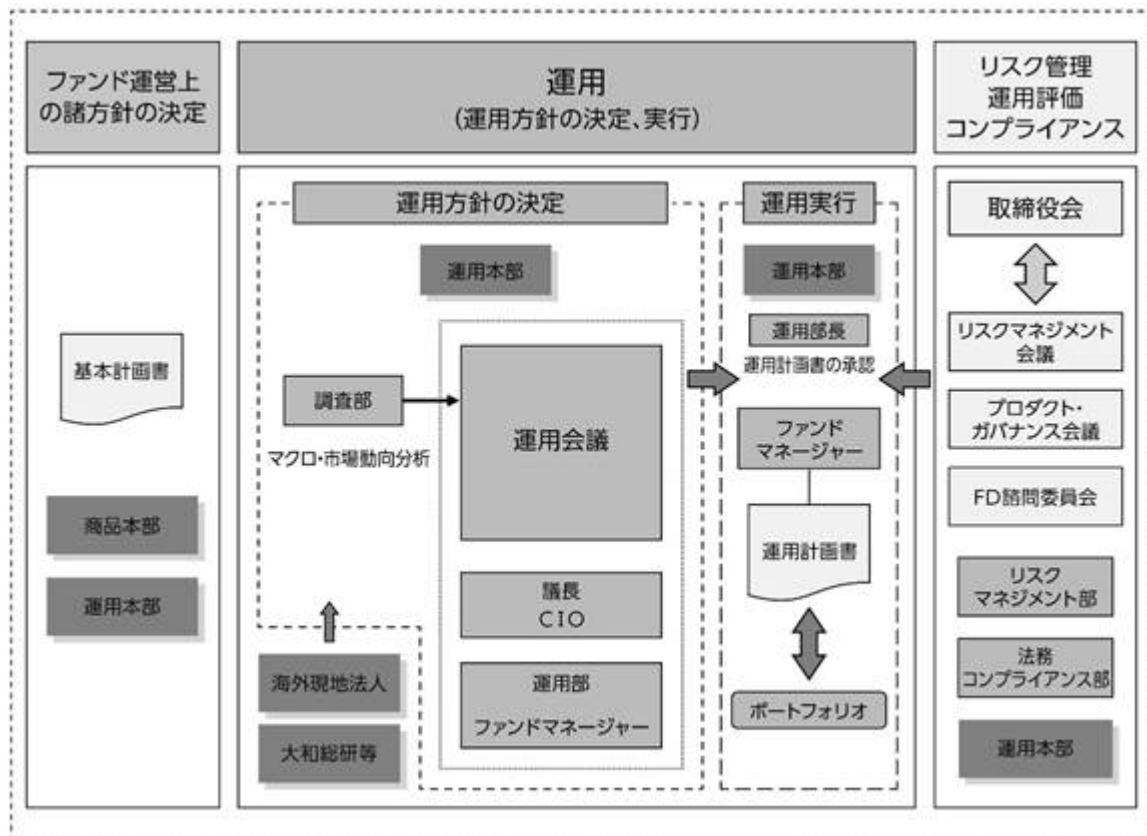 ファンド運営上
の諸方針の決定
運用
(運用方針の決定、実行)
リスク管理
運用評価
コンプライアンス
基本計画書
商品本部
運用本部
運用方針の決定
運用本部
調査部
マクロ・市場動向分析
運用会議
議長
CIO
運用部
ファンドマネージャー
海外現地法人
大和総研等
運用実行
運用本部
運用部長
運用計画書の承認
ファンド
マネージャー
運用計画書
ポートフォリオ
取締役会
リスクマネジメント
会議
プロダクト・
ガバナンス会議
FD諮問委員会
リスク
マネジメント部
法務
コンプライアンス部
運用本部